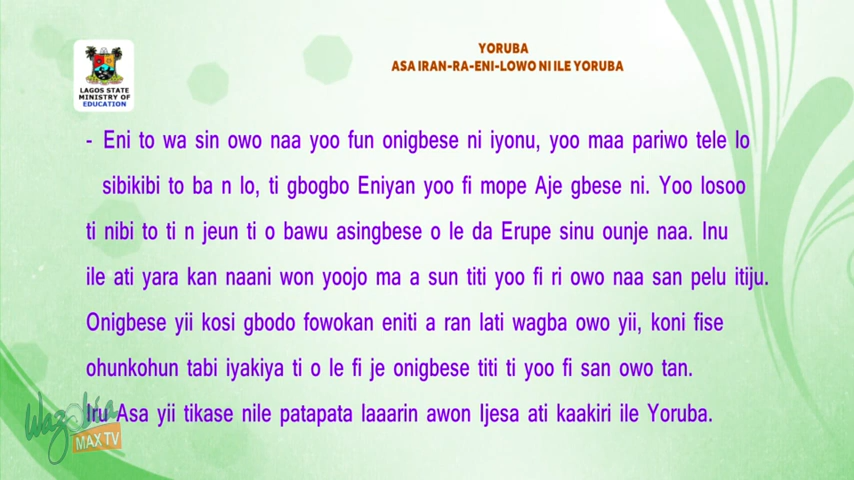 YORUBA
ASA IRAN-RA-ENI-LOWO NI ILE YORUBA
LAGOS STATE
MINISTRY OF
EDUCATION
- Eni to wa sin owo naa yoo fun onigbese ni iyonu, yoo maa pariwo tele lo
sibikibi to ba n lo, ti gbogbo Eniyan yoo fi mope Aje gbese ni. Yoo losoo
ti nibi to ti n jeun ti o bawu asingbese o le da Erupe sinu ounje naa. Inu
ile ati yara kan naani won yoojo ma a sun titi yoo fi ri owo naa san pelu itiju.
Onigbese yii kosi gbodo fowokan eniti a ran lati wagba owo yii, koni fise
ohunkohun tabi iyakiya ti o le fi je onigbese titi ti yoo fi san owo tan.
Iru Asa yii tikase nile patapata laaarin awon Ijesa ati kaakiri ile Yoruba.
Wazobia
MAX TV